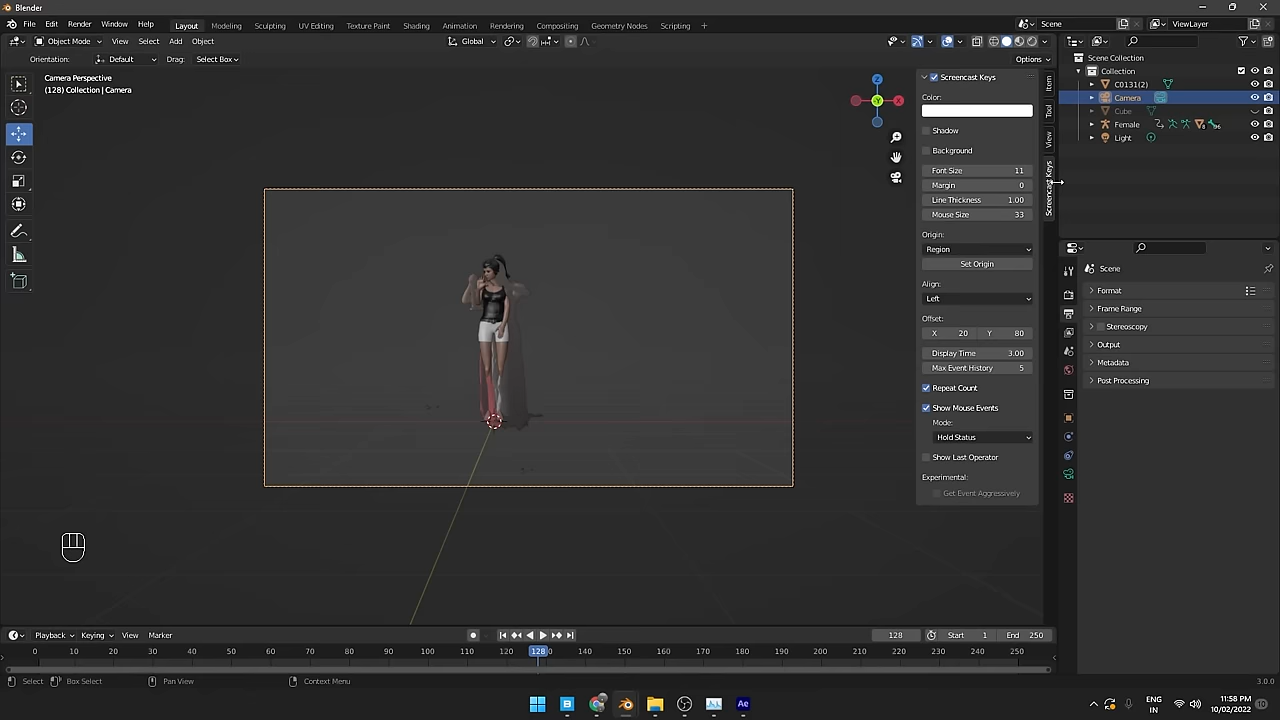 Blender
File Edit Render Window Help Layout Modeling Sculpting UV Editing Texture Paint Shading Animation Rendering Compositing Geometry Nodes Scripting + Scene ViewLayer
Object Mode View Select Add Object Global
Orientation: Default Drag: Select Box Options
Camera Perspective
(128) Collection | Camera
Z
Y
X
Screencast Keys
Color:
Shadow
Background
Font Size 11
Margin 0
Line Thickness 1.00
Mouse Size 33
Origin:
Region
Set Origin
Align:
Left
Offset:
X 20 Y 80
Display Time 3.00
Max Event History 5
Repeat Count
Show Mouse Events
Mode:
Hold Status
Show Last Operator
Experimental:
Get Event Aggressively
Item
Tool
View
Screencast Keys
Scene Collection
Collection
C0131(2)
Camera
Cube
Female
Light
Scene
Format
Frame Range
Stereoscopy
Output
Metadata
Post Processing
Playback Keying View Marker 128 Start 1 End 250
0 10 20 30 40 50 60 70 80 90 100 110 120 128 140 150 160 170 180 190 200 210 220 230 240 250
Select Box Select Pan View Context Menu 3.0.0
Ae
ENG
IN
11:58 PM
10/02/2022